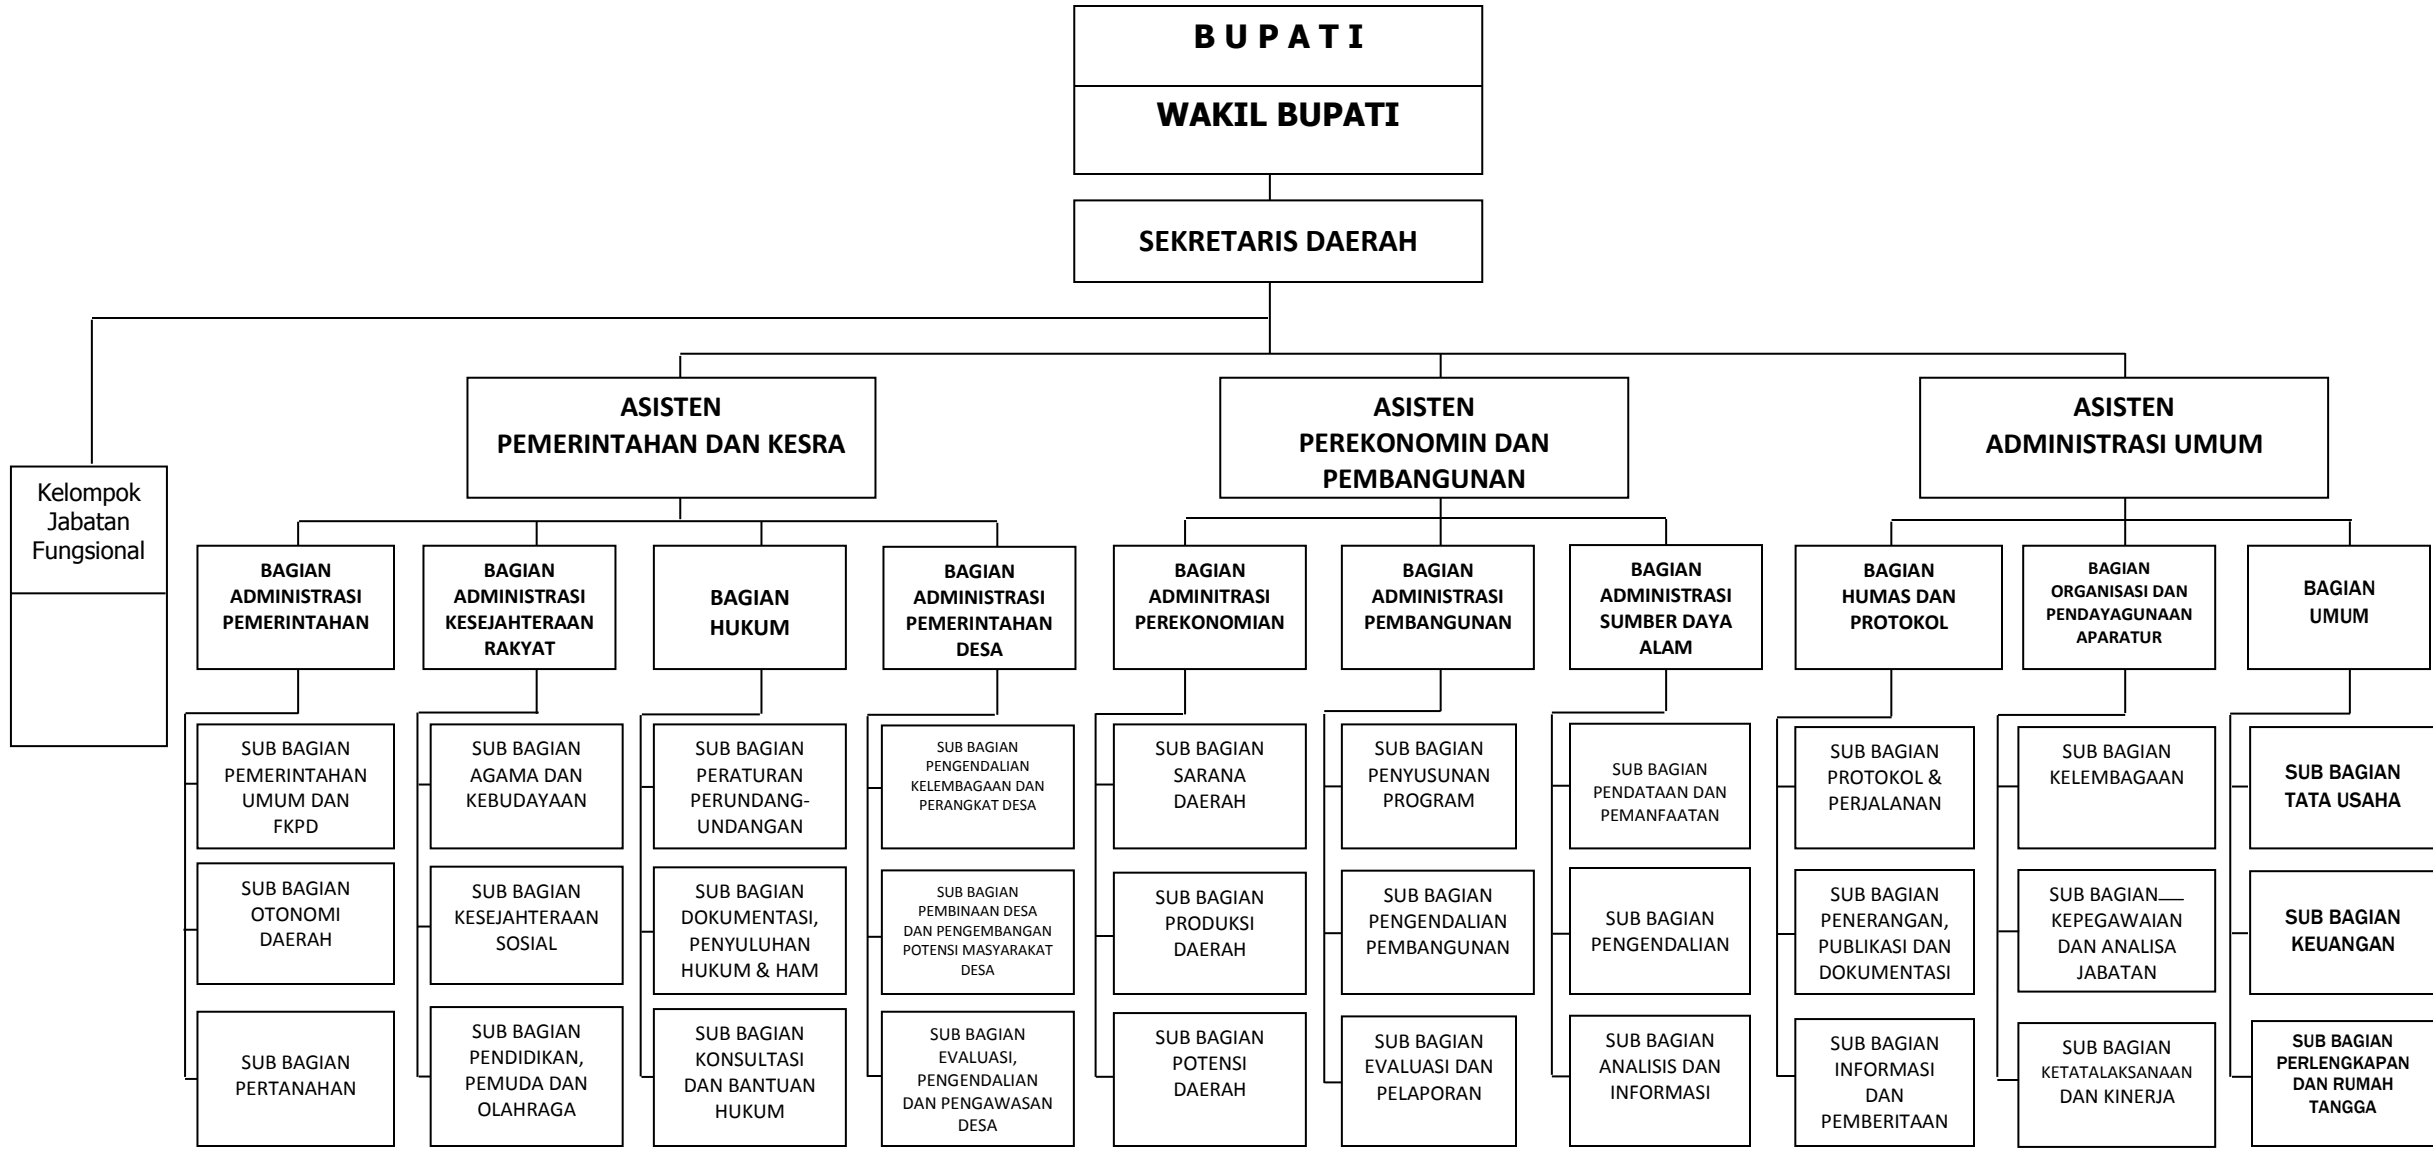 B U P A T I
WAKIL BUPATI
SEKRETARIS DAERAH
ASISTEN
PEMERINTAHAN DAN KESRA
ASISTEN
PEREKONOMIN DAN
PEMBANGUNAN
ASISTEN
ADMINISTRASI UMUM
Kelompok
Jabatan
Fungsional
BAGIAN
ADMINISTRASI
PEMERINTAHAN
BAGIAN
ADMINISTRASI
KESEJAHTERAAN
RAKYAT
BAGIAN
HUKUM
BAGIAN
ADMINISTRASI
PEMERINTAHAN
DESA
BAGIAN
ADMINITRASI
PEREKONOMIAN
BAGIAN
ADMINISTRASI
PEMBANGUNAN
BAGIAN
ADMINISTRASI
SUMBER DAYA
ALAM
BAGIAN
HUMAS DAN
PROTOKOL
BAGIAN
ORGANISASI DAN
PENDAYAGUNAAN
APARATUR
BAGIAN
UMUM
SUB BAGIAN
PEMERINTAHAN
UMUM DAN
FKPD
SUB BAGIAN
AGAMA DAN
KEBUDAYAAN
SUB BAGIAN
PERATURAN
PERUNDANG-
UNDANGAN
SUB BAGIAN
PENGENDALIAN
KELEMBAGAAN DAN
PERANGKAT DESA
SUB BAGIAN
SARANA
DAERAH
SUB BAGIAN
PENYUSUNAN
PROGRAM
SUB BAGIAN
PENDATAAN DAN
PEMANFAATAN
SUB BAGIAN
PROTOKOL &
PERJALANAN
SUB BAGIAN
KELEMBAGAAN
SUB BAGIAN
TATA USAHA
SUB BAGIAN
OTONOMI
DAERAH
SUB BAGIAN
KESEJAHTERAAN
SOSIAL
SUB BAGIAN
DOKUMENTASI,
PENYULUHAN
HUKUM & HAM
SUB BAGIAN
PEMBINAAN DESA
DAN PENGEMBANGAN
POTENSI MASYARAKAT
DESA
SUB BAGIAN
PRODUKSI
DAERAH
SUB BAGIAN
PENGENDALIAN
PEMBANGUNAN
SUB BAGIAN
PENGENDALIAN
SUB BAGIAN
PENERANGAN,
PUBLIKASI DAN
DOKUMENTASI
SUB BAGIAN
KEPEGAWAIAN
DAN ANALISA
JABATAN
SUB BAGIAN
KEUANGAN
SUB BAGIAN
PERTANAHAN
SUB BAGIAN
PENDIDIKAN,
PEMUDA DAN
OLAHRAGA
SUB BAGIAN
KONSULTASI
DAN BANTUAN
HUKUM
SUB BAGIAN
EVALUASI,
PENGENDALIAN
DAN PENGAWASAN
DESA
SUB BAGIAN
POTENSI
DAERAH
SUB BAGIAN
EVALUASI DAN
PELAPORAN
SUB BAGIAN
ANALISIS DAN
INFORMASI
SUB BAGIAN
INFORMASI
DAN
PEMBERITAAN
SUB BAGIAN
KETATALAKSANAAN
DAN KINERJA
SUB BAGIAN
PERLENGKAPAN
DAN RUMAH
TANGGA